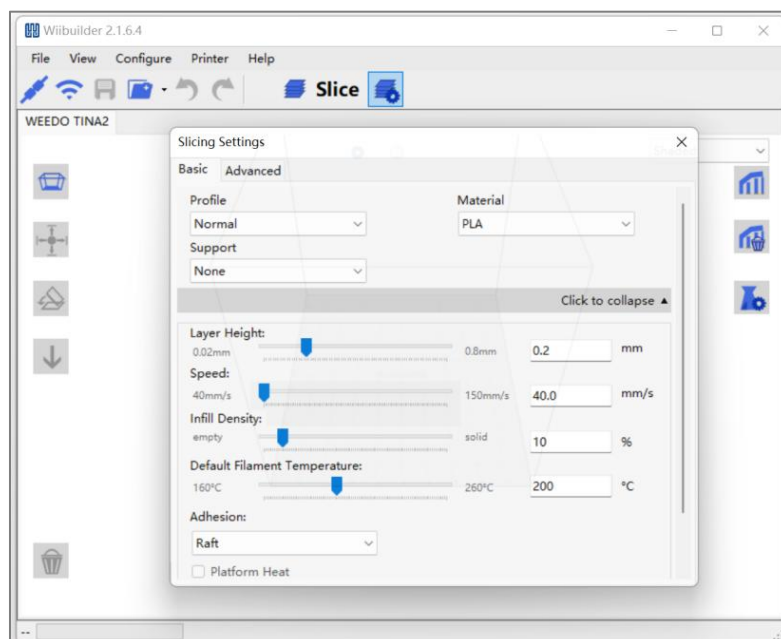 Wiibuilder 2.1.6.4
File View Configure Printer Help
Slice
WEEDO TINA2
Slicing Settings
Basic Advanced
Profile Material
Normal PLA
Support
None
Click to collapse ▲
Layer Height:
0.02mm 0.8mm 0.2 mm
Speed:
40mm/s 150mm/s 40.0 mm/s
Infill Density:
empty solid 10 %
Default Filament Temperature:
160°C 260°C 200 °C
Adhesion:
Raft
Platform Heat
--